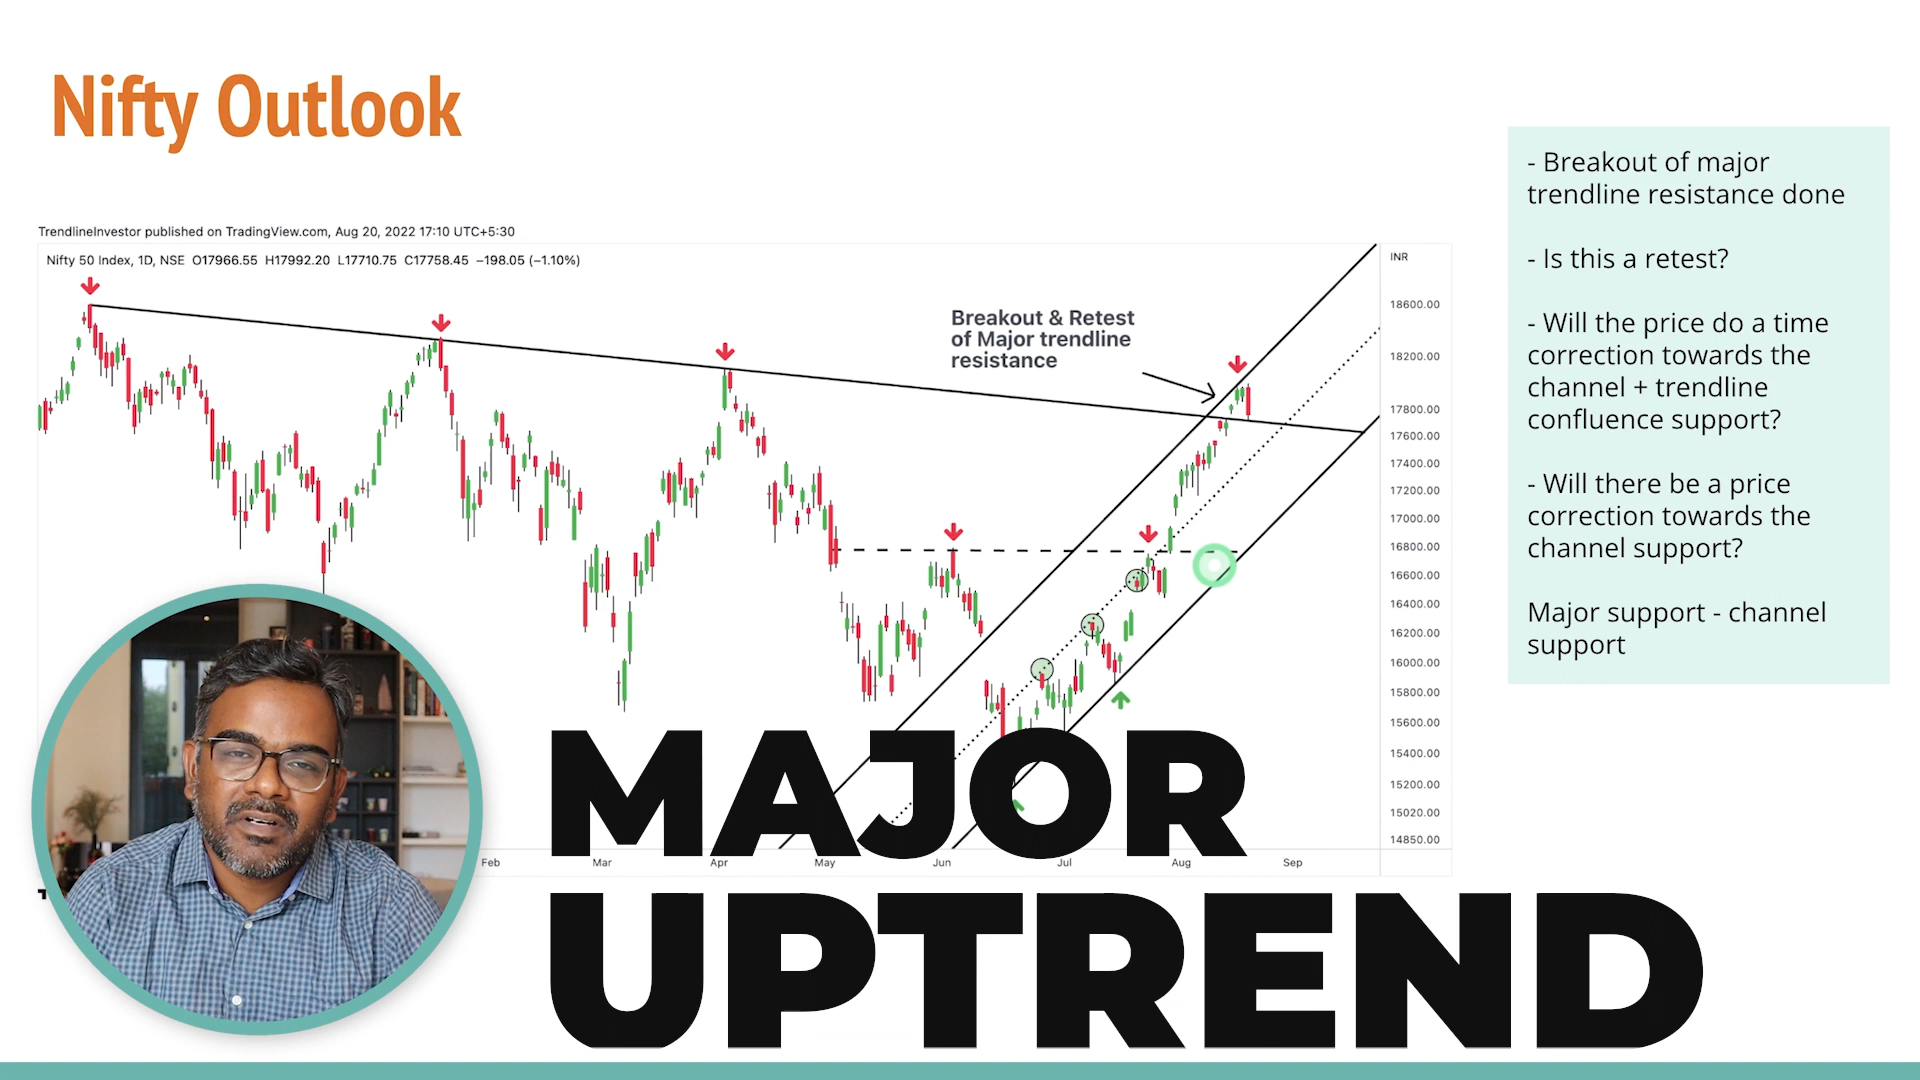 Nifty Outlook
TrendlineInvestor published on TradingView.com, Aug 20, 2022 17:10 UTC+5:30
Nifty 50 Index, 1D, NSE O17966.55 H17992.20 L17710.75 C17758.45 −198.05 (−1.10%)
INR
Breakout & Retest
of Major trendline
resistance
18600.00
18200.00
17800.00
17600.00
17400.00
17200.00
17000.00
16800.00
16600.00
16400.00
16200.00
16000.00
15800.00
15600.00
15400.00
15200.00
15020.00
14850.00
Feb Mar Apr May Jun Jul Aug Sep
- Breakout of major
trendline resistance done
- Is this a retest?
- Will the price do a time
correction towards the
channel + trendline
confluence support?
- Will there be a price
correction towards the
channel support?
Major support - channel
support
MAJOR
UPTREND